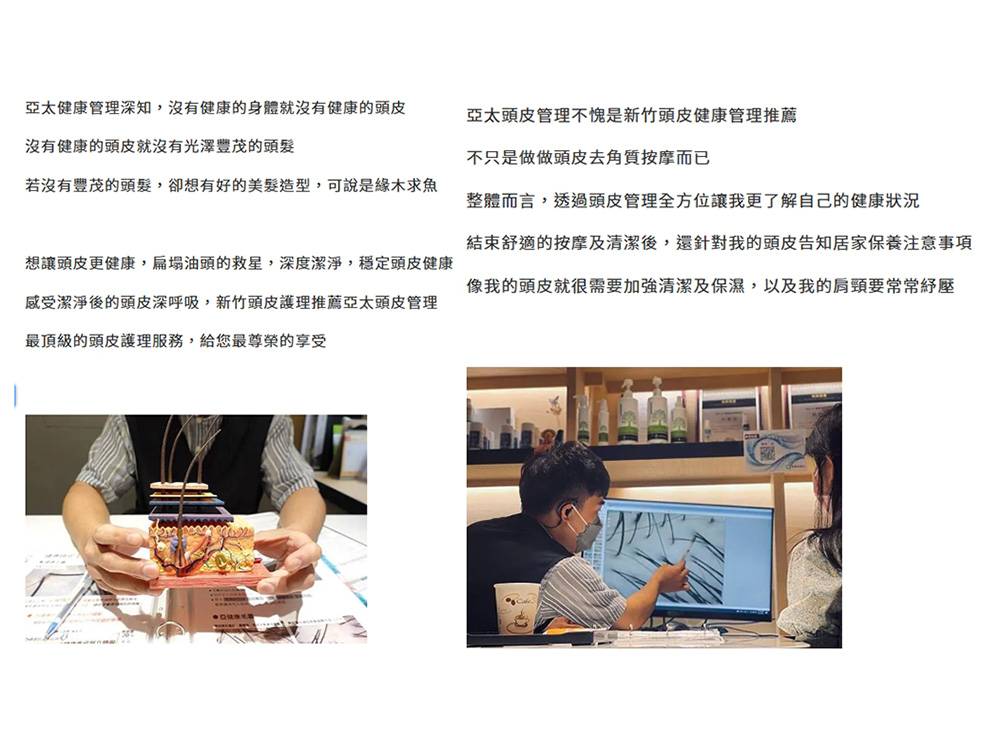 亞太健康管理深知，沒有健康的身體就沒有健康的頭皮
沒有健康的頭皮就沒有光澤豐茂的頭髮
若沒有豐茂的頭髮，卻想有好的美髮造型，可說是緣木求魚
想讓頭皮更健康，扁塌油頭的救星，深度潔淨，穩定頭皮健康
感受潔淨後的頭皮深呼吸，新竹頭皮護理推薦亞太頭皮管理
最頂級的頭皮護理服務，給您最尊榮的享受
亞太頭皮管理不愧是新竹頭皮健康管理推薦
不只是做做頭皮去角質按摩而已
整體而言，透過頭皮管理全方位讓我更了解自己的健康狀況
結束舒適的按摩及清潔後，還針對我的頭皮告知居家保養注意事項
像我的頭皮就很需要加強清潔及保濕，以及我的肩頸要常常紓壓
Cafe